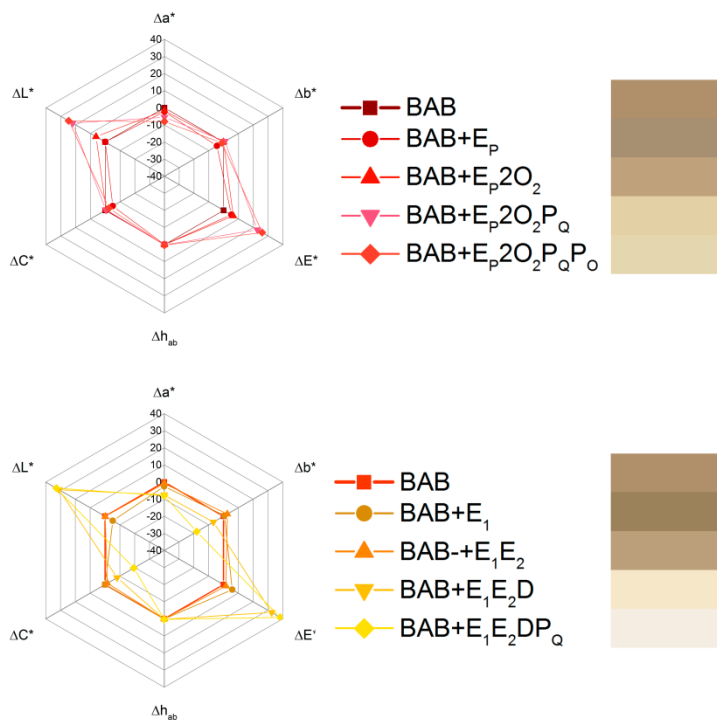 Δa*
40
30
20
10
0
-10
-20
-30
-40
ΔL*
Δb*
ΔC*
ΔE*
Δh_ab
BAB
BAB+E_P
BAB+E_P2O_2
BAB+E_P2O_2P_Q
BAB+E_P2O_2P_QP_O
Δa*
40
30
20
10
0
-10
-20
-30
-40
ΔL*
Δb*
ΔC*
ΔE'
Δh_ab
BAB
BAB+E_1
BAB-+E_1E_2
BAB+E_1E_2D
BAB+E_1E_2DP_Q